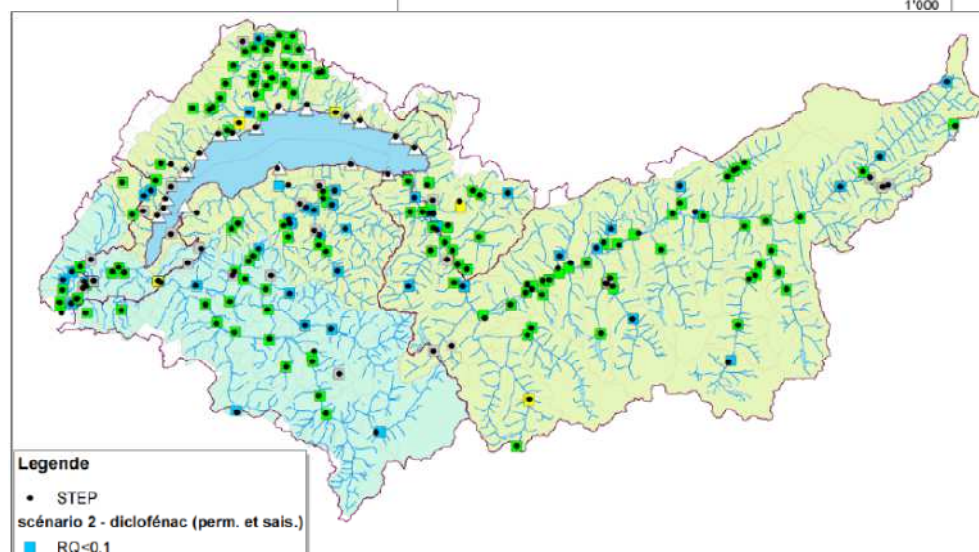 1'000
Legende
STEP
scénario 2 - diclofénac (perm. et sais.)
RQ<0.1